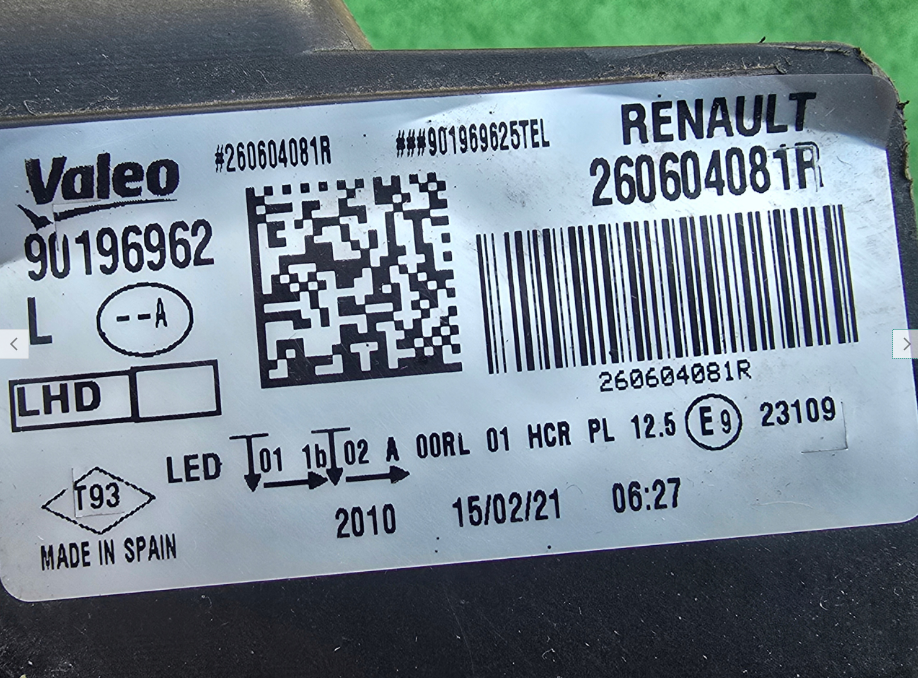 #260604081R ###901969625TEL RENAULT
Valeo 260604081R
90196962
L --A
260604081R
LHD
LED 01 1b 02 A 00RL 01 HCR PL 12.5 E9 23109
T93
2010 15/02/21 06:27
MADE IN SPAIN